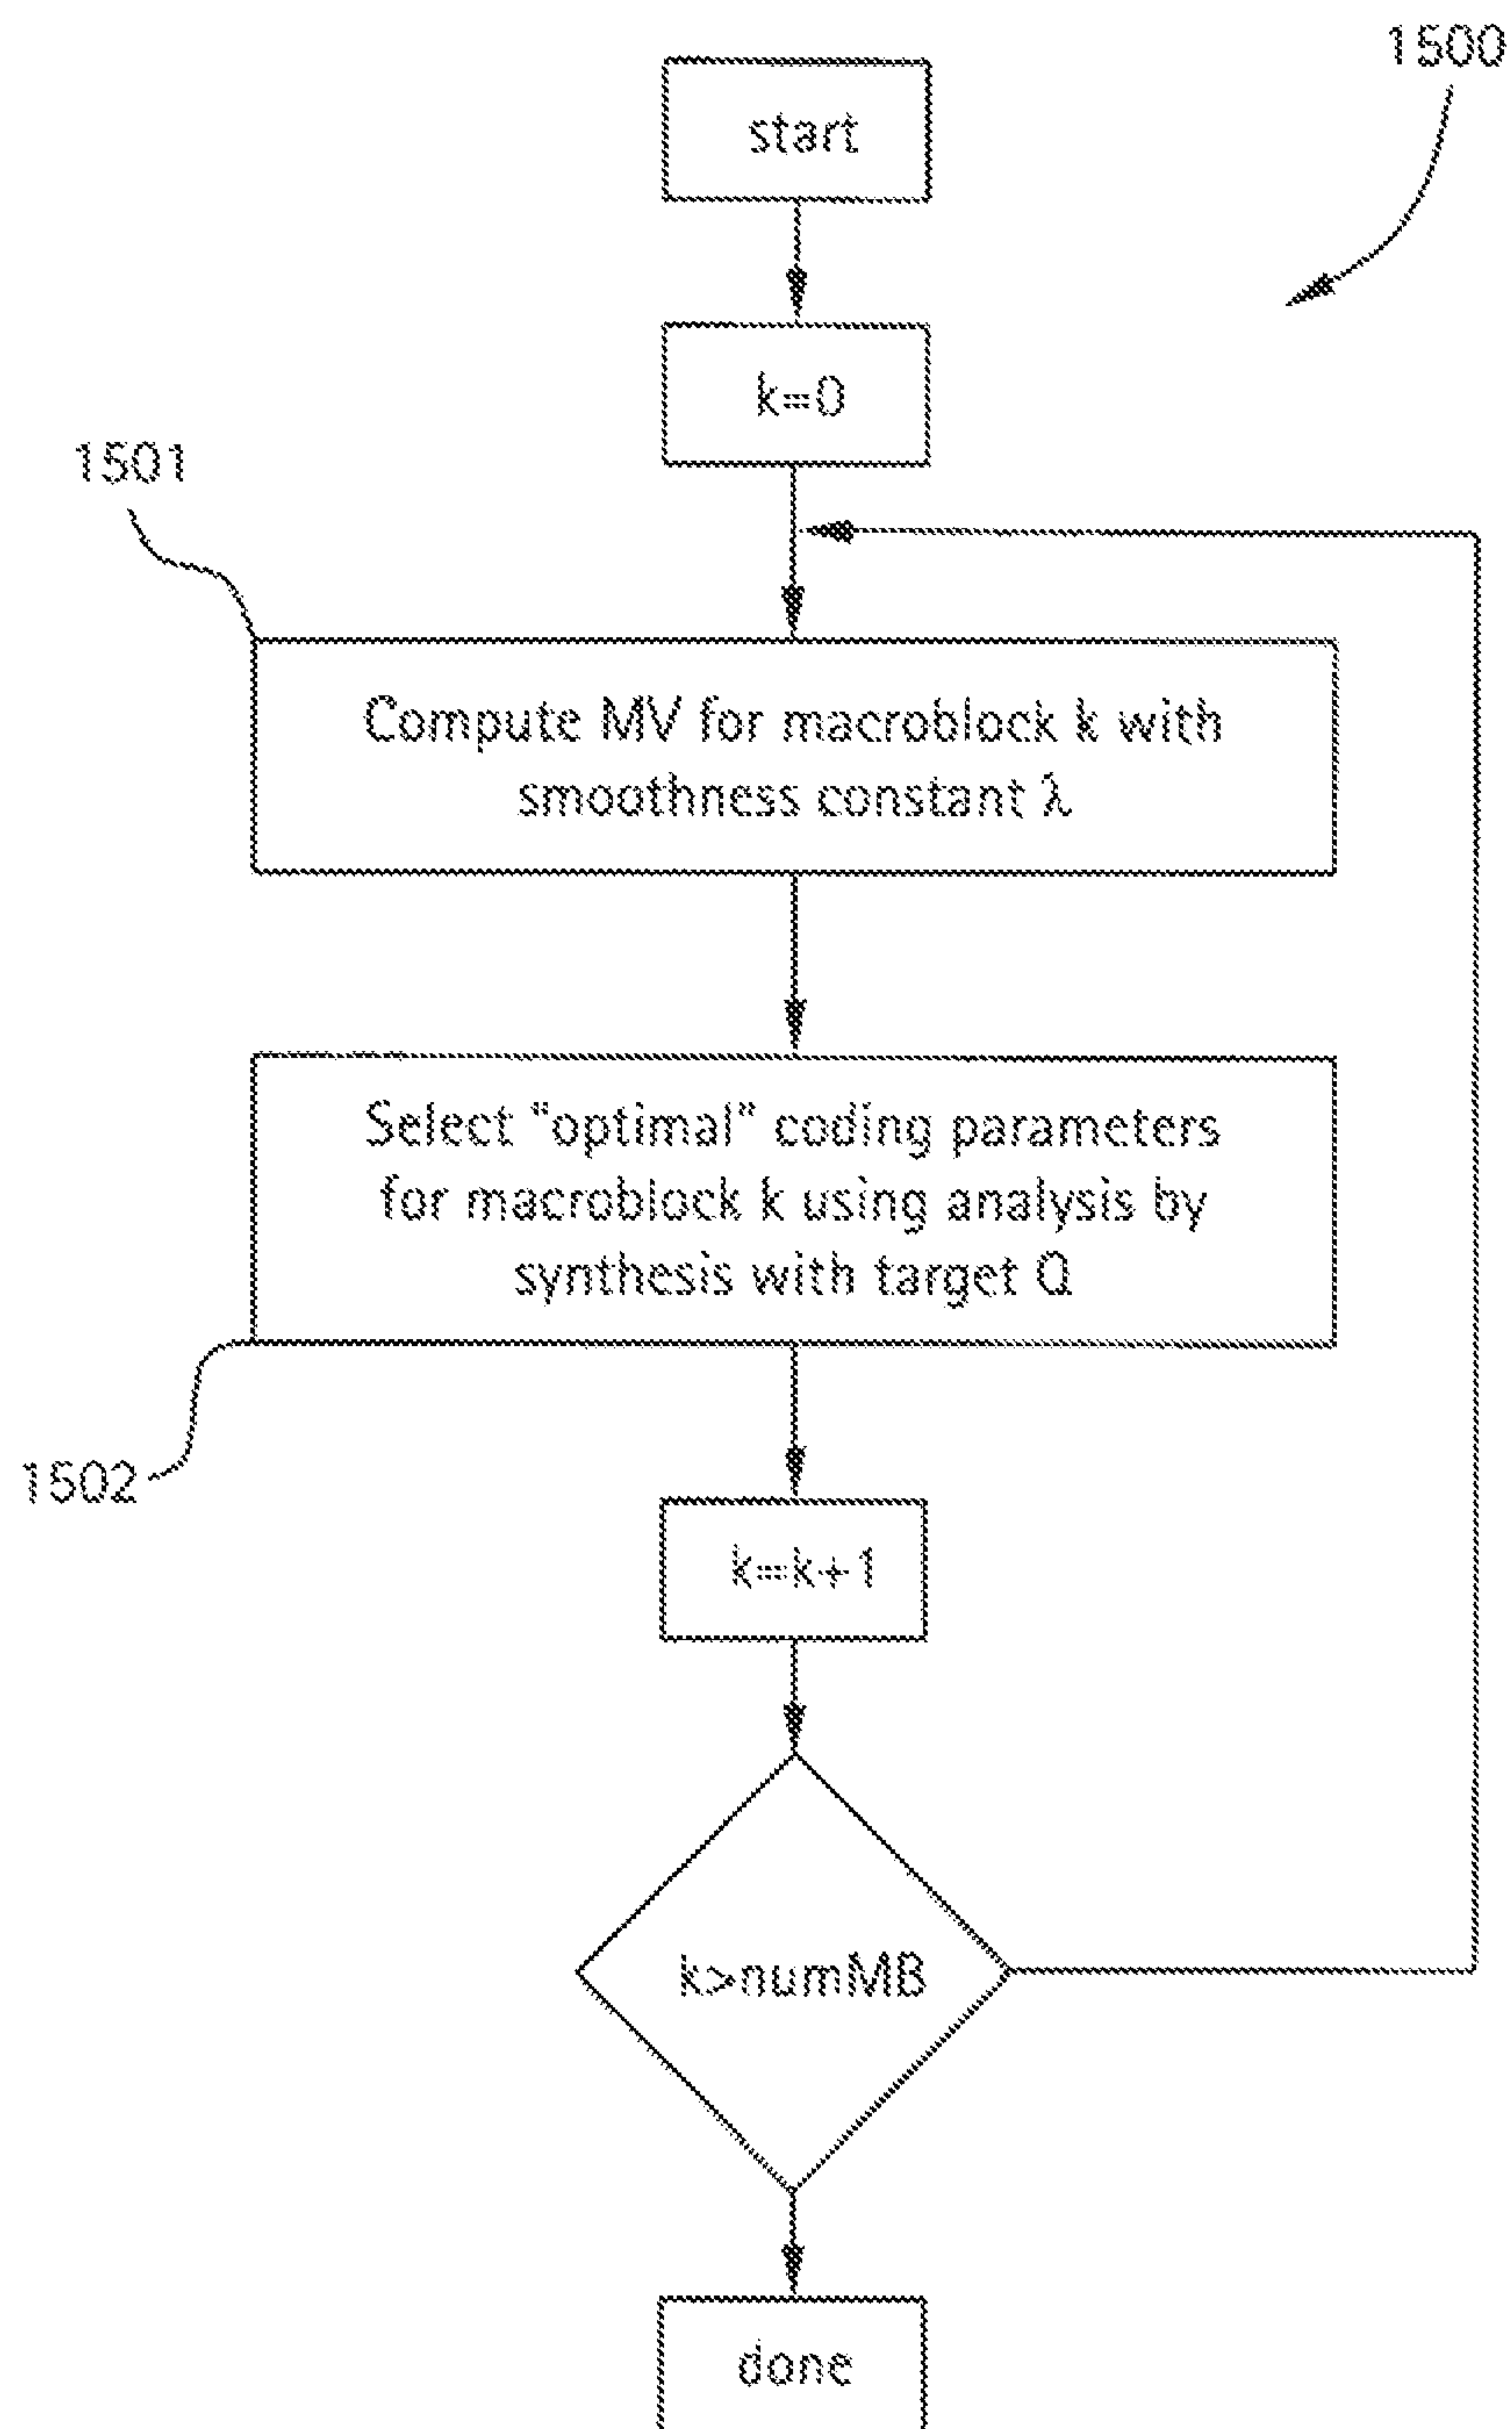 1500
start
k=0
1501
Compute MV for macroblock k with
smoothness constant λ
Select "optimal" coding parameters
for macroblock k using analysis by
synthesis with target Q
1502
k=k+1
k>numMB
done